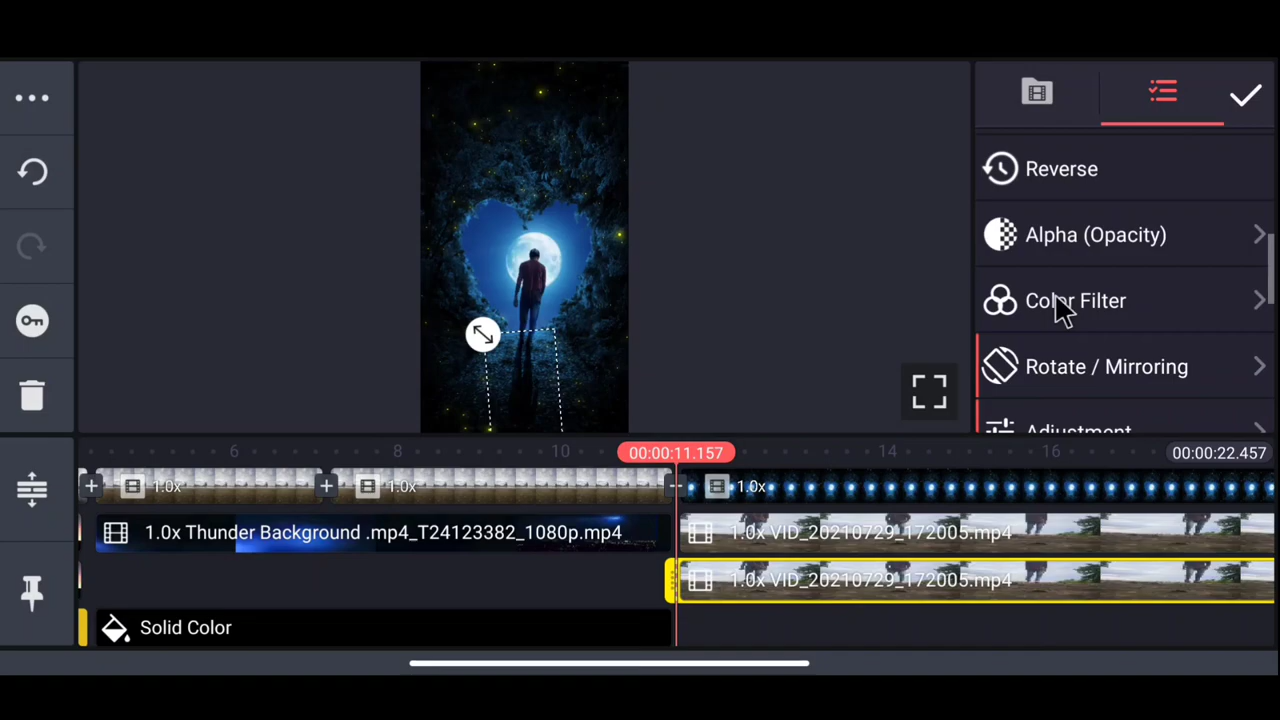 Reverse
Alpha (Opacity)
Color Filter
Rotate / Mirroring
Adjustment
6
8
10
00:00:11.157
14
16
00:00:22.457
1.0x
1.0x
1.0x
1.0x Thunder Background .mp4_T24123382_1080p.mp4
1.0x VID_20210729_172005.mp4
1.0x VID_20210729_172005.mp4
Solid Color